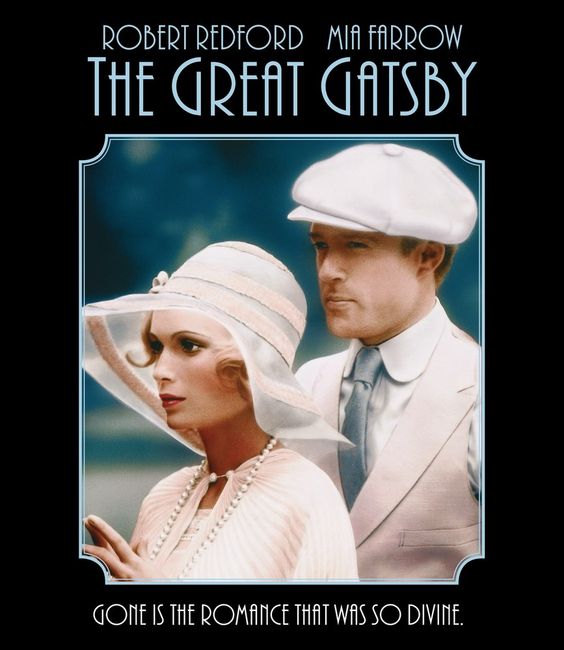 ROBERT REDFORD MIA FARROW
THE GREAT GATSBY
GONE IS THE ROMANCE THAT WAS SO DIVINE.